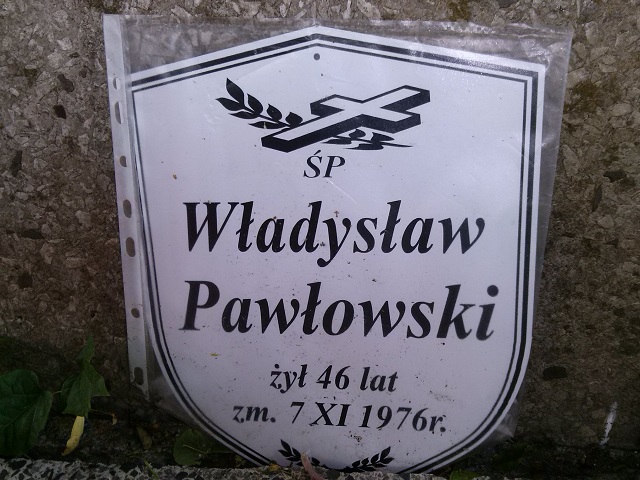 ŚP
Władysław
Pawłowski
żył 46 lat
zm. 7 XI 1976r.